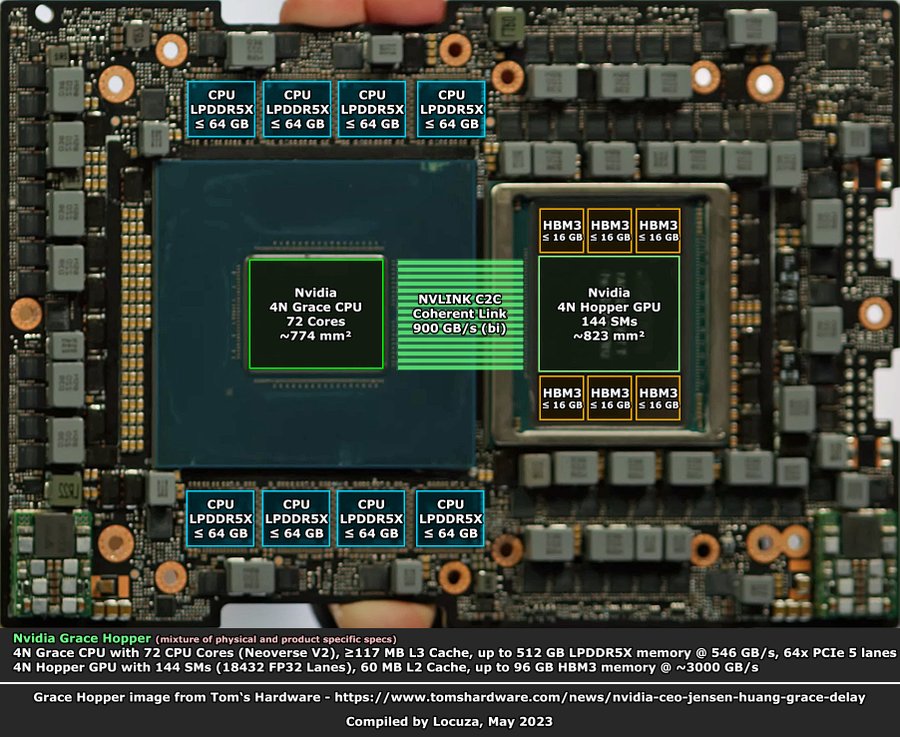 CPU
LPDDR5X
≤ 64 GB
CPU
LPDDR5X
≤ 64 GB
CPU
LPDDR5X
≤ 64 GB
CPU
LPDDR5X
≤ 64 GB
HBM3
≤ 16 GB
HBM3
≤ 16 GB
HBM3
≤ 16 GB
Nvidia
4N Grace CPU
72 Cores
~774 mm²
NVLINK C2C
Coherent Link
900 GB/s (bi)
Nvidia
4N Hopper GPU
144 SMs
~823 mm²
HBM3
≤ 16 GB
HBM3
≤ 16 GB
HBM3
≤ 16 GB
CPU
LPDDR5X
≤ 64 GB
CPU
LPDDR5X
≤ 64 GB
CPU
LPDDR5X
≤ 64 GB
CPU
LPDDR5X
≤ 64 GB
Nvidia Grace Hopper (mixture of physical and product specific specs)
4N Grace CPU with 72 CPU Cores (Neoverse V2), ≥117 MB L3 Cache, up to 512 GB LPDDR5X memory @ 546 GB/s, 64x PCIe 5 lanes
4N Hopper GPU with 144 SMs (18432 FP32 Lanes), 60 MB L2 Cache, up to 96 GB HBM3 memory @ ~3000 GB/s
Grace Hopper image from Tom‘s Hardware - https://www.tomshardware.com/news/nvidia-ceo-jensen-huang-grace-delay
Compiled by Locuza, May 2023